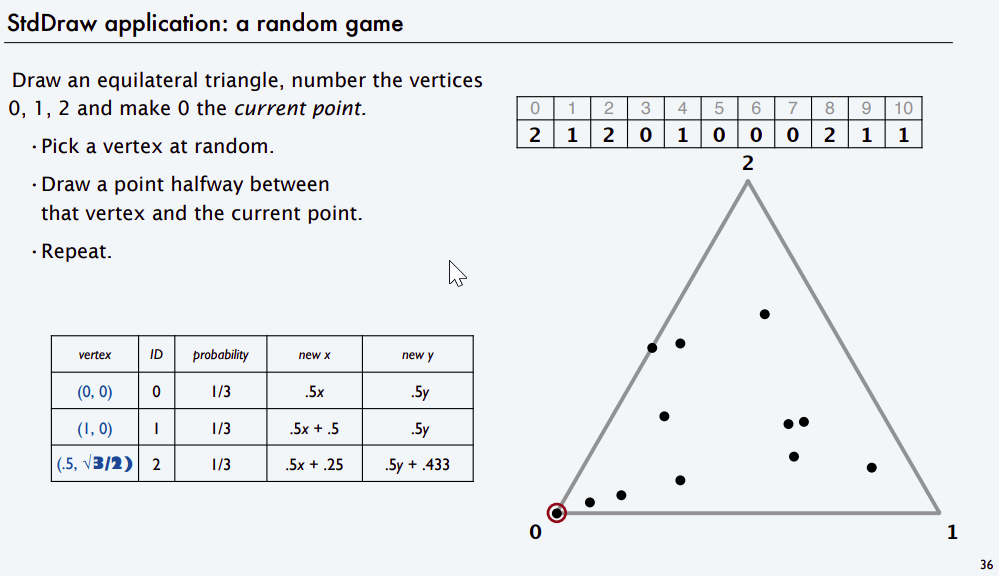 StdDraw application: a random game
Draw an equilateral triangle, number the vertices
0, 1, 2 and make 0 the current point.
· Pick a vertex at random.
· Draw a point halfway between
that vertex and the current point.
· Repeat.
vertex ID probability new x new y
(0, 0) 0 1/3 .5x .5y
(1, 0) 1 1/3 .5x + .5 .5y
(.5, √3/2) 2 1/3 .5x + .25 .5y + .433
0 1 2 3 4 5 6 7 8 9 10
2 1 2 0 1 0 0 0 2 1 1
2
0
1
36